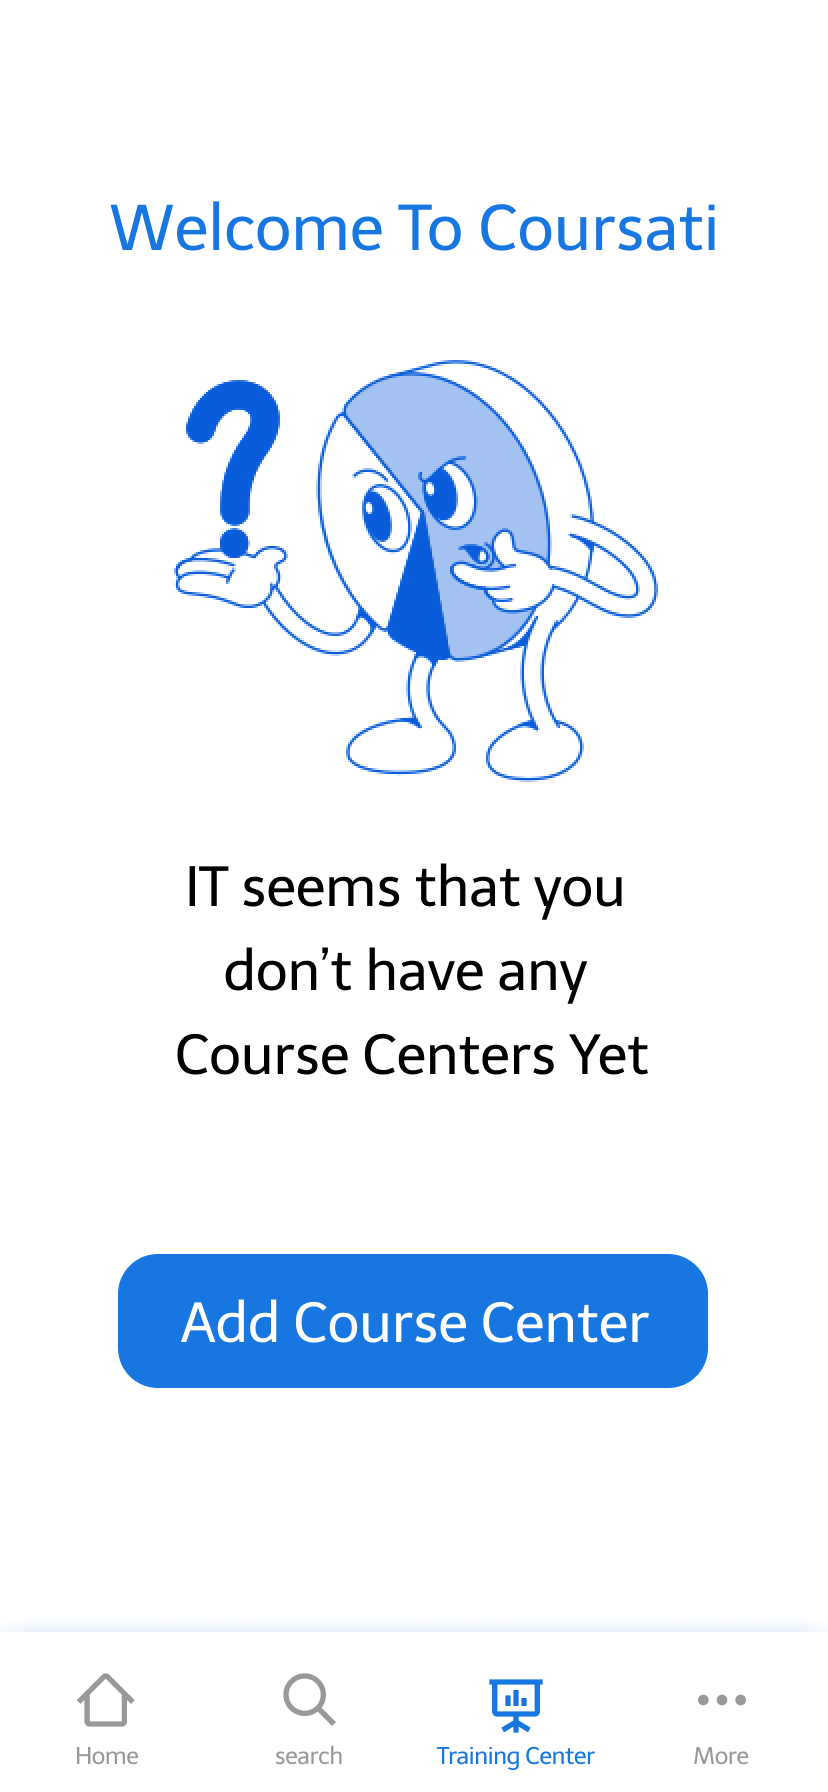 Welcome To Coursati
IT seems that you
don’t have any
Course Centers Yet
Add Course Center
Home
search
Training Center
More